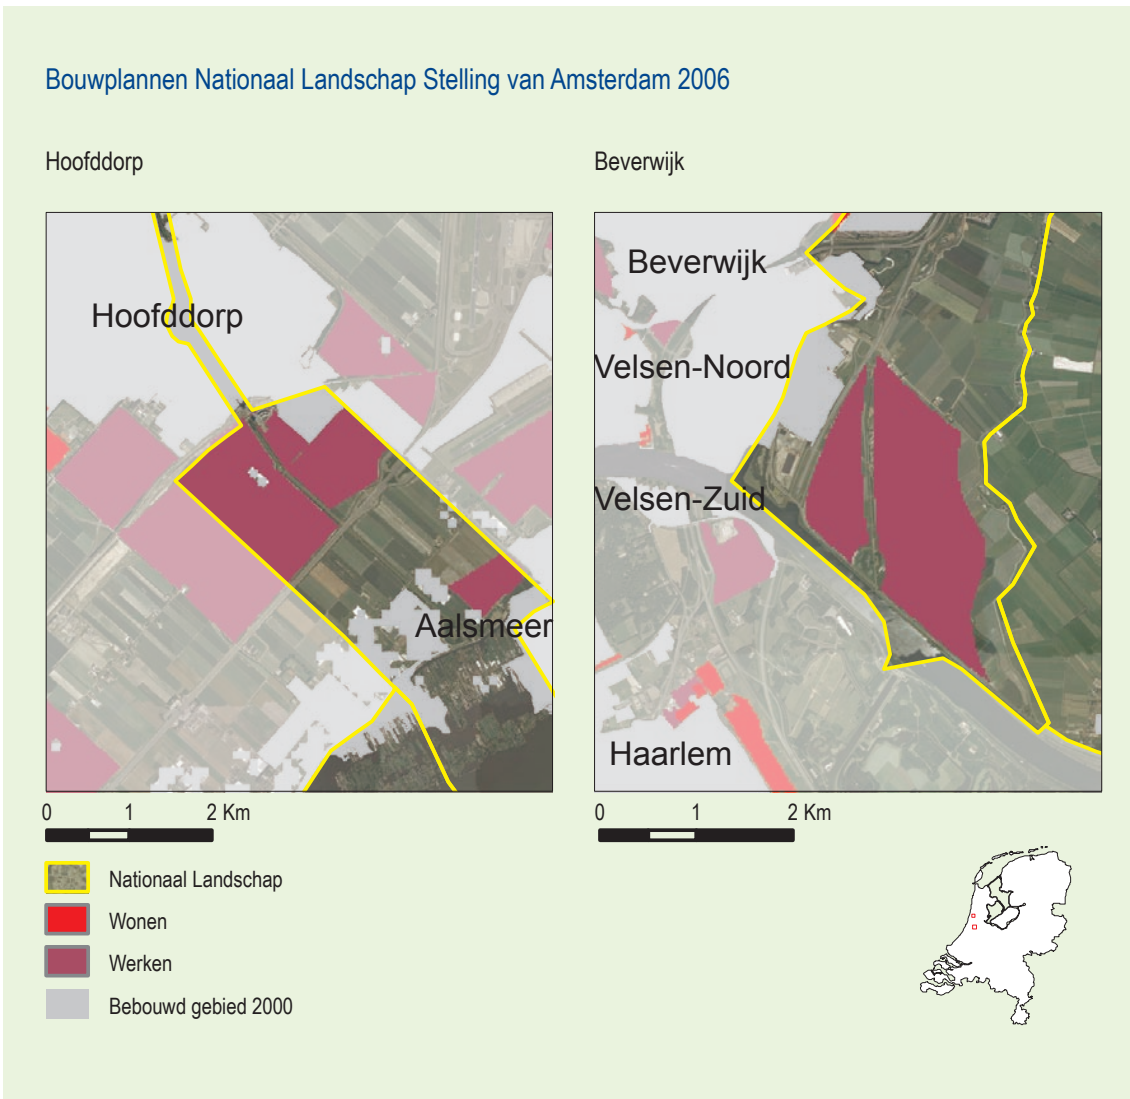 Bouwplannen Nationaal Landschap Stelling van Amsterdam 2006
Hoofddorp
Beverwijk
Hoofddorp
Aalsmeer
Beverwijk
Velsen-Noord
Velsen-Zuid
Haarlem
0 1 2 Km
0 1 2 Km
Nationaal Landschap
Wonen
Werken
Bebouwd gebied 2000